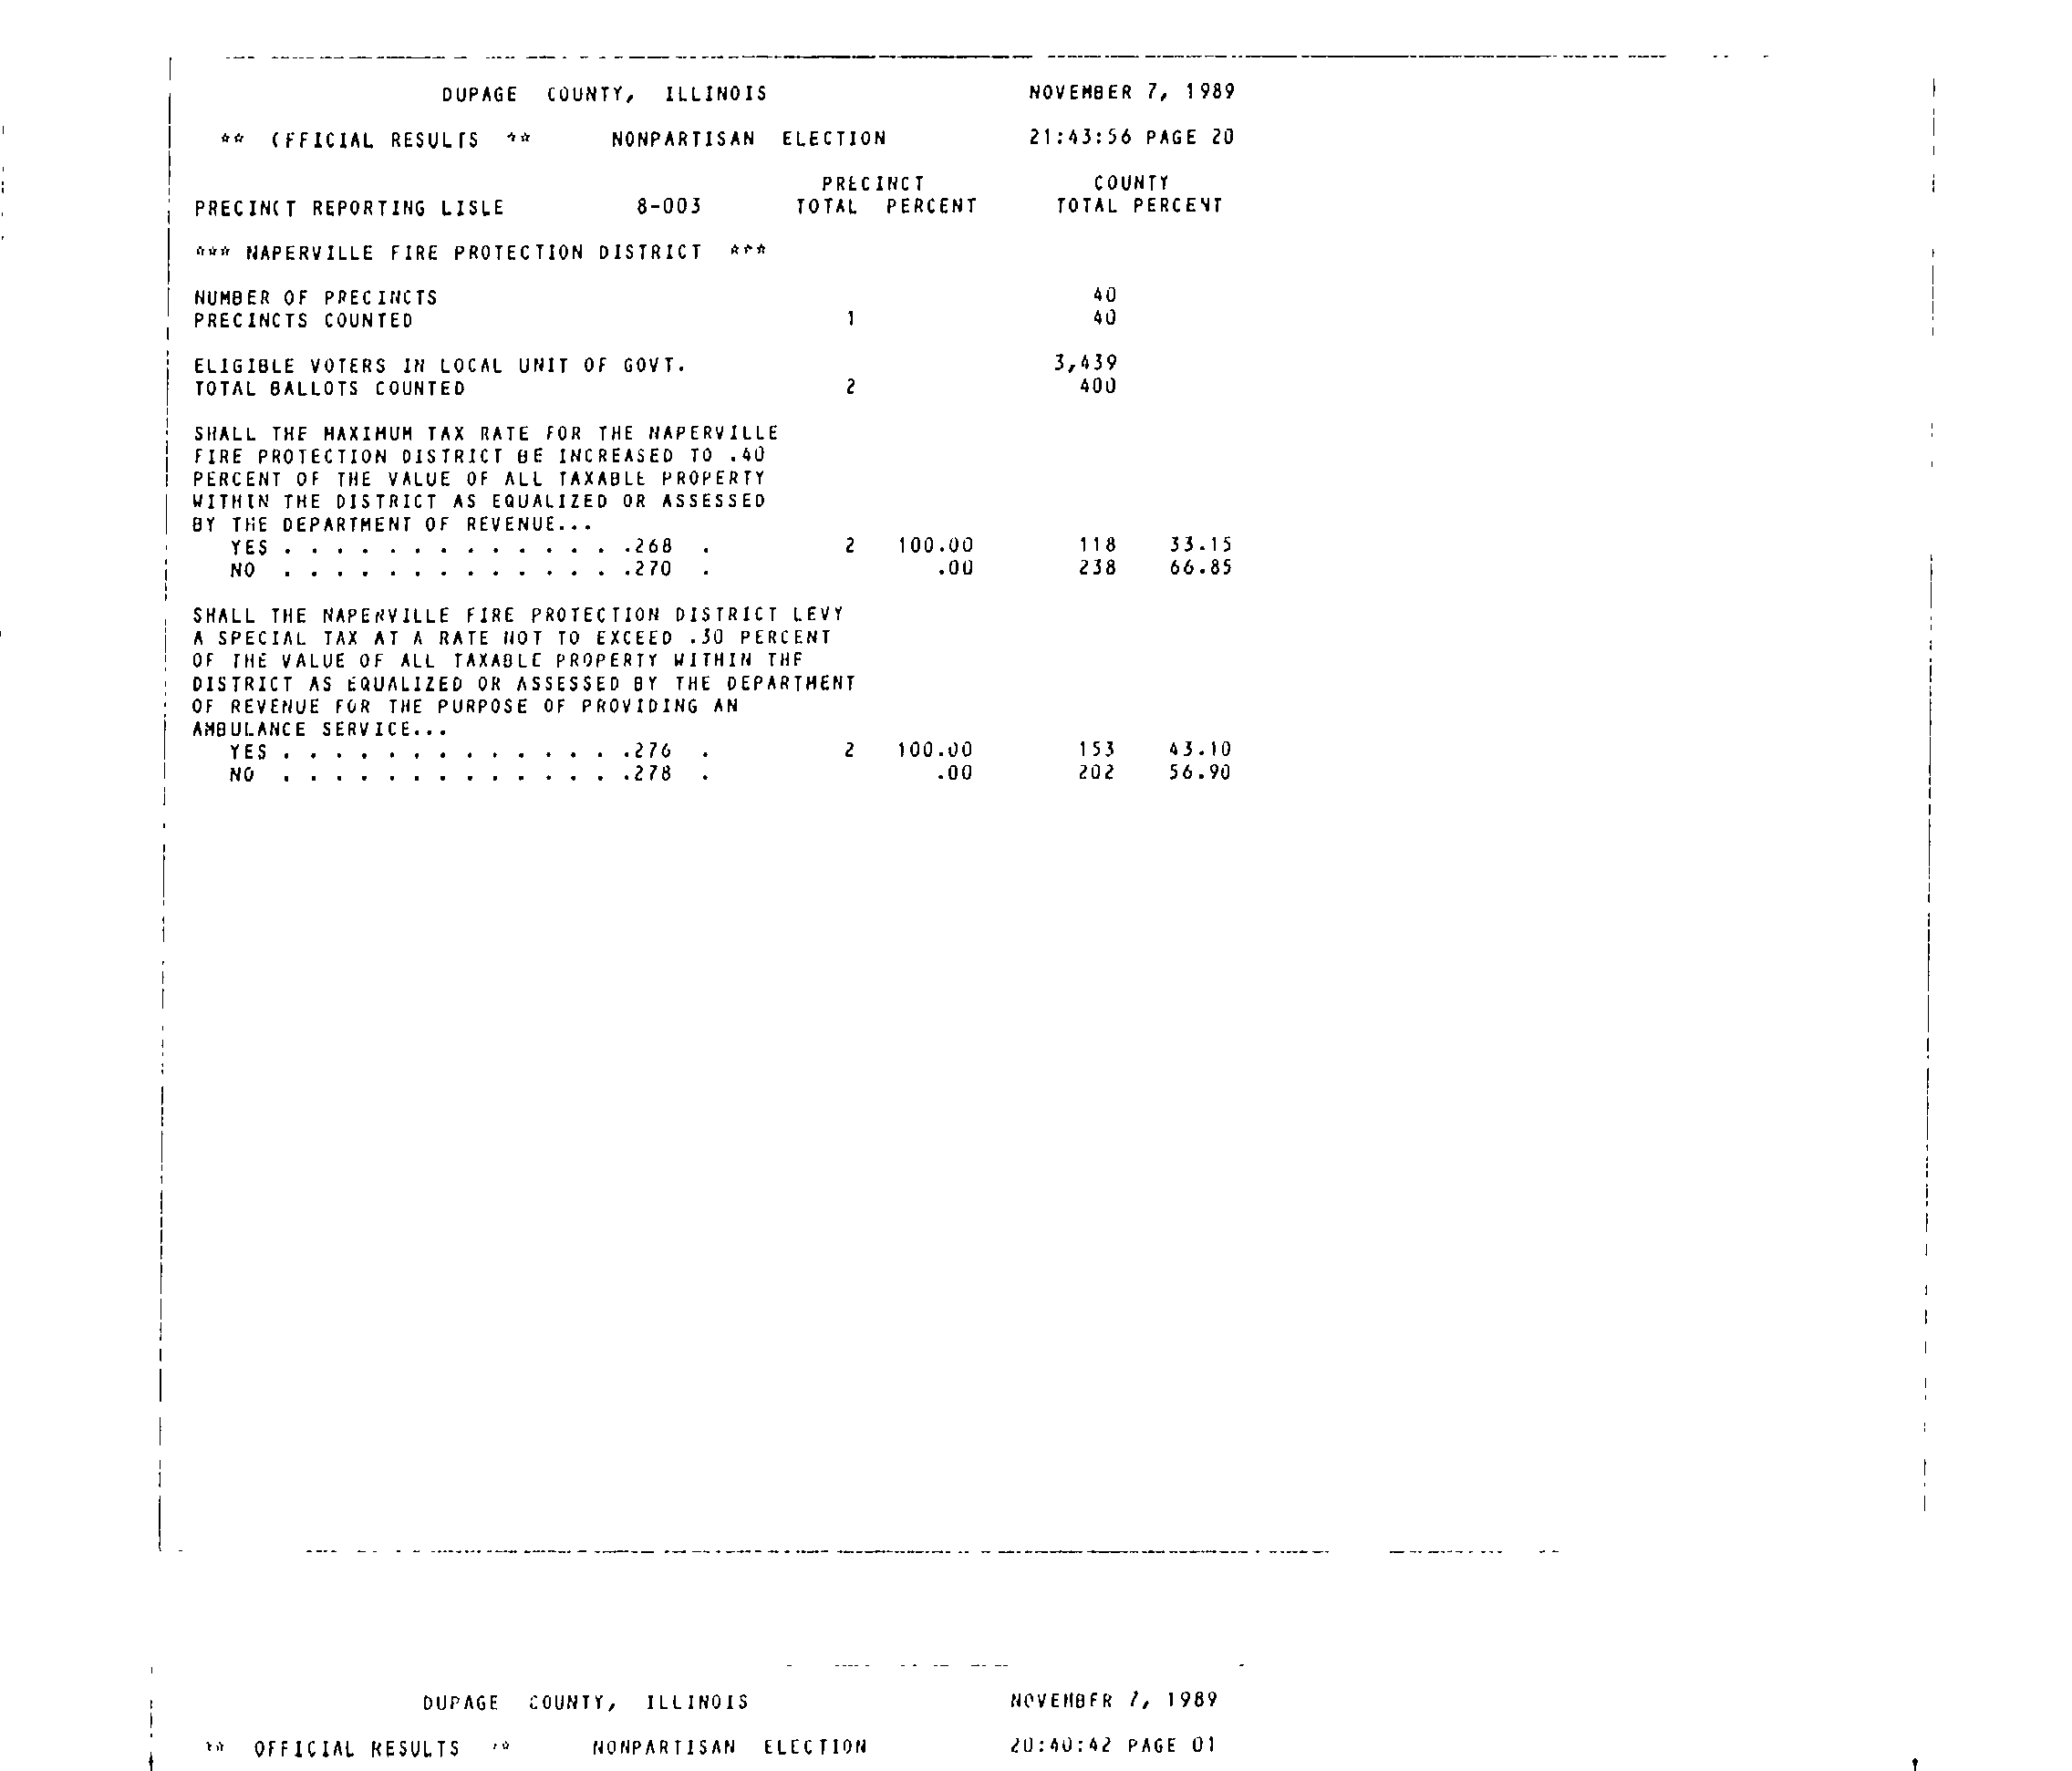 DUPAGE COUNTY, ILLINOIS NOVEMBER 7, 1989
** OFFICIAL RESULTS ** NONPARTISAN ELECTION 21:43:56 PAGE 20
PRECINCT COUNTY
PRECINCT REPORTING LISLE 8-003 TOTAL PERCENT TOTAL PERCENT
*** NAPERVILLE FIRE PROTECTION DISTRICT ***
NUMBER OF PRECINCTS 40
PRECINCTS COUNTED 1 40
ELIGIBLE VOTERS IN LOCAL UNIT OF GOVT. 3,439
TOTAL BALLOTS COUNTED 2 400
SHALL THE MAXIMUM TAX RATE FOR THE NAPERVILLE
FIRE PROTECTION DISTRICT BE INCREASED TO .40
PERCENT OF THE VALUE OF ALL TAXABLE PROPERTY
WITHIN THE DISTRICT AS EQUALIZED OR ASSESSED
BY THE DEPARTMENT OF REVENUE...
YES . . . . . . . . . . . . . .268 . 2 100.00 118 33.15
NO . . . . . . . . . . . . . .270 . .00 238 66.85
SHALL THE NAPERVILLE FIRE PROTECTION DISTRICT LEVY
A SPECIAL TAX AT A RATE NOT TO EXCEED .30 PERCENT
OF THE VALUE OF ALL TAXABLE PROPERTY WITHIN THE
DISTRICT AS EQUALIZED OR ASSESSED BY THE DEPARTMENT
OF REVENUE FOR THE PURPOSE OF PROVIDING AN
AMBULANCE SERVICE...
YES . . . . . . . . . . . . . .276 . 2 100.00 153 43.10
NO . . . . . . . . . . . . . .278 . .00 202 56.90
DUPAGE COUNTY, ILLINOIS NOVEMBER 7, 1989
** OFFICIAL RESULTS ** NONPARTISAN ELECTION 20:40:42 PAGE 01